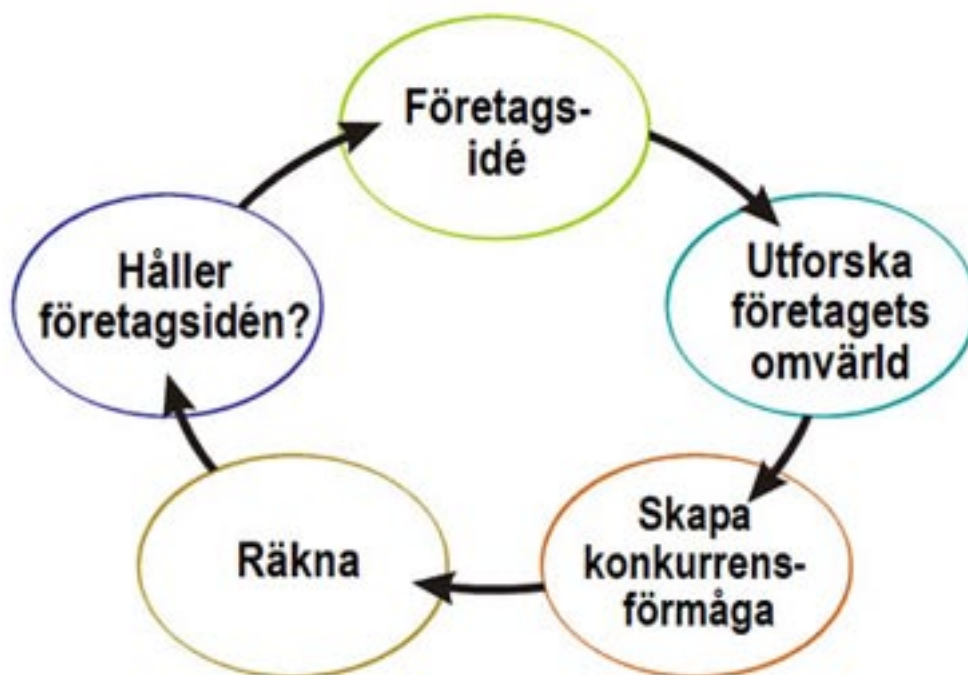 Företags-
idé
Utforska
företagets
omvärld
Skapa
konkurrens-
förmåga
Räkna
Håller
företagsidén?